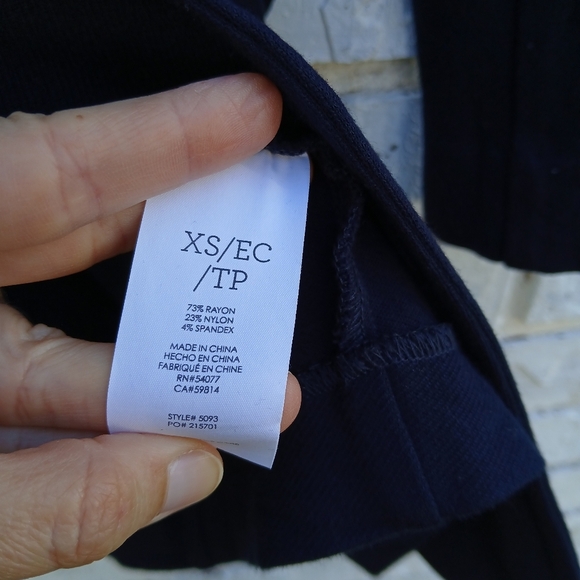 XS/EC
/TP
73% RAYON
23% NYLON
4% SPANDEX
MADE IN CHINA
HECHO EN CHINA
FABRIQUÉ EN CHINE
RN#54077
CA#59814
STYLE# 5093
PO# 215701